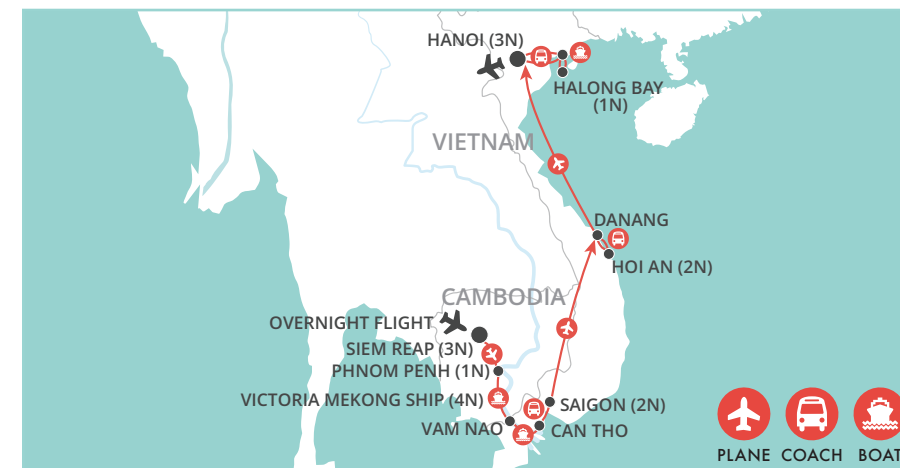 HANOI (3N)
HALONG BAY
(1N)
VIETNAM
DANANG
HOI AN (2N)
CAMBODIA
OVERNIGHT FLIGHT
SIEM REAP (3N)
PHNOM PENH (1N)
VICTORIA MEKONG SHIP (4N)
SAIGON (2N)
VAM NAO
CAN THO
PLANE COACH BOAT